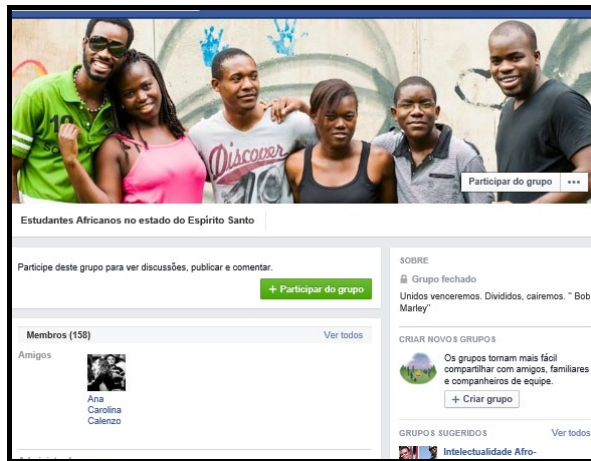 10
Discover
Participar do grupo
Estudantes Africanos no estado do Espírito Santo
Participe deste grupo para ver discussões, publicar e comentar.
+ Participar do grupo
Membros (158)
Ver todos
Amigos
Ana
Carolina
Calenzo
SOBRE
Grupo fechado
Unidos venceremos. Divididos, cairemos. " Bob
Marley"
CRIAR NOVOS GRUPOS
Os grupos tornam mais fácil
compartilhar com amigos, familiares
e companheiros de equipe.
+ Criar grupo
GRUPOS SUGERIDOS
Ver todos
Intelectualidade Afro-